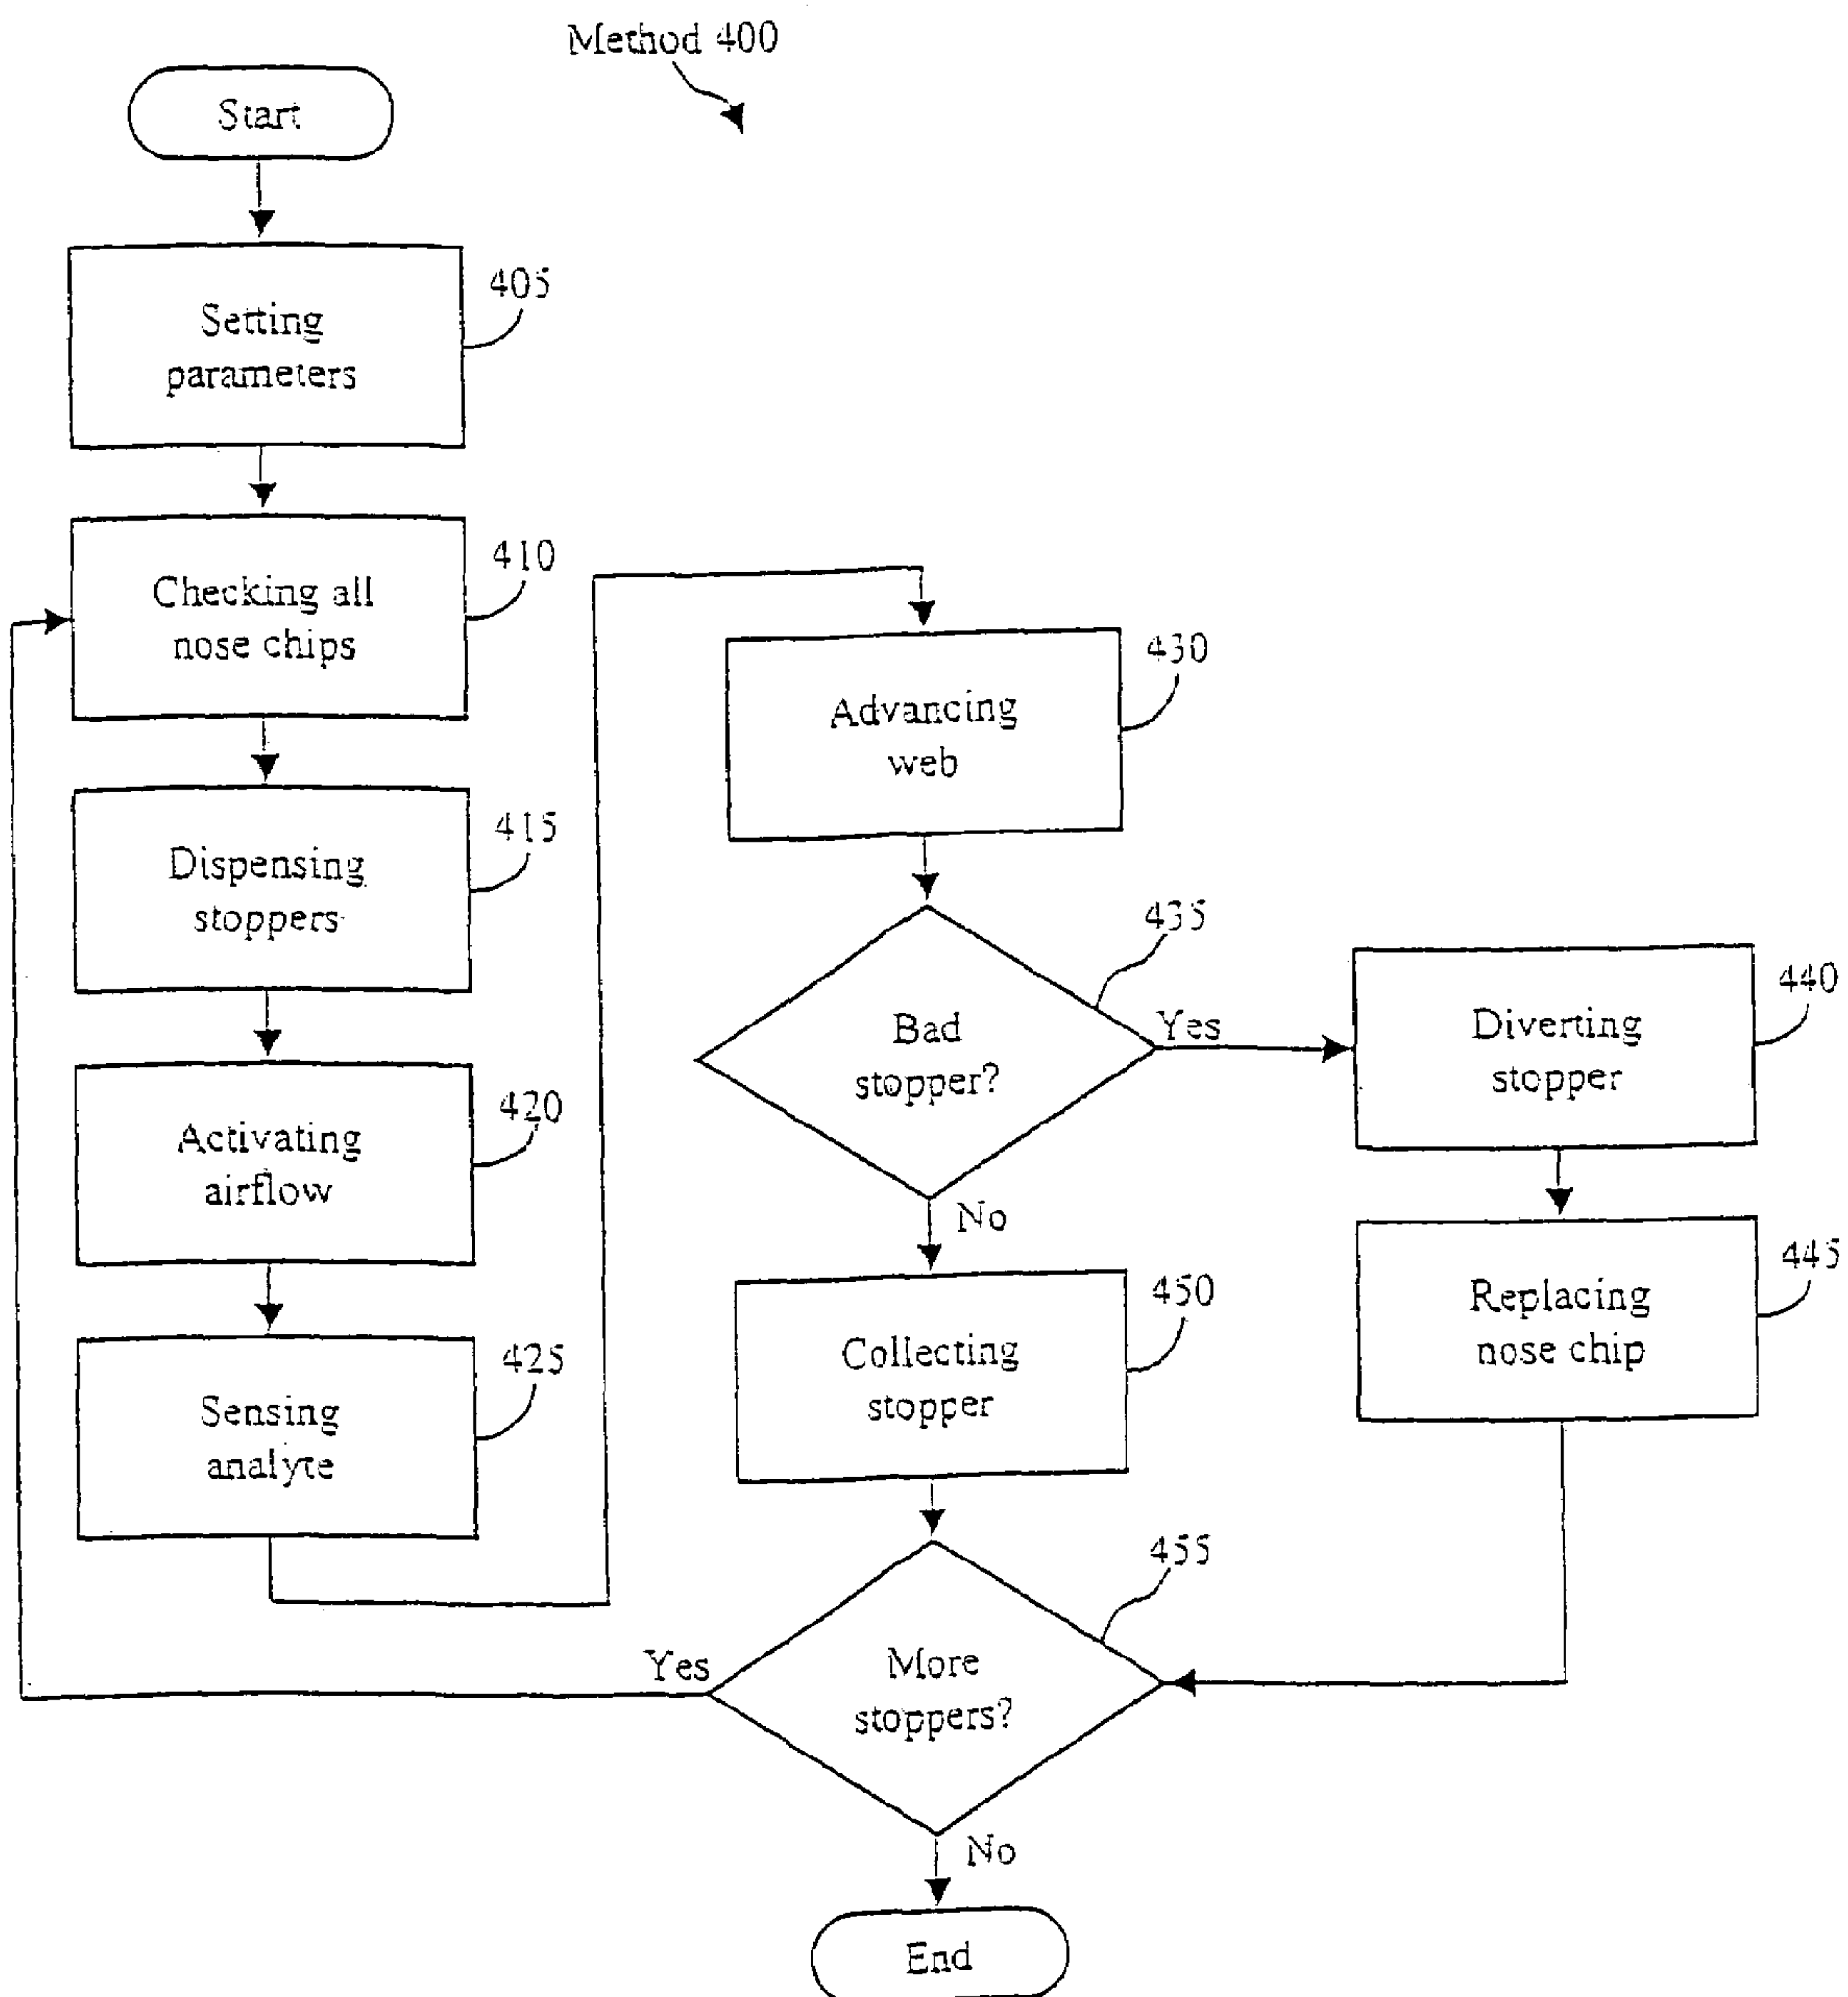 Method 400
Start
405
Setting
parameters
410
Checking all
nose chips
415
Dispensing
stoppers
420
Activating
airflow
425
Sensing
analyte
430
Advancing
web
435
Bad
stopper?
Yes
No
440
Diverting
stopper
445
Replacing
nose chip
450
Collecting
stopper
455
More
stoppers?
Yes
No
End